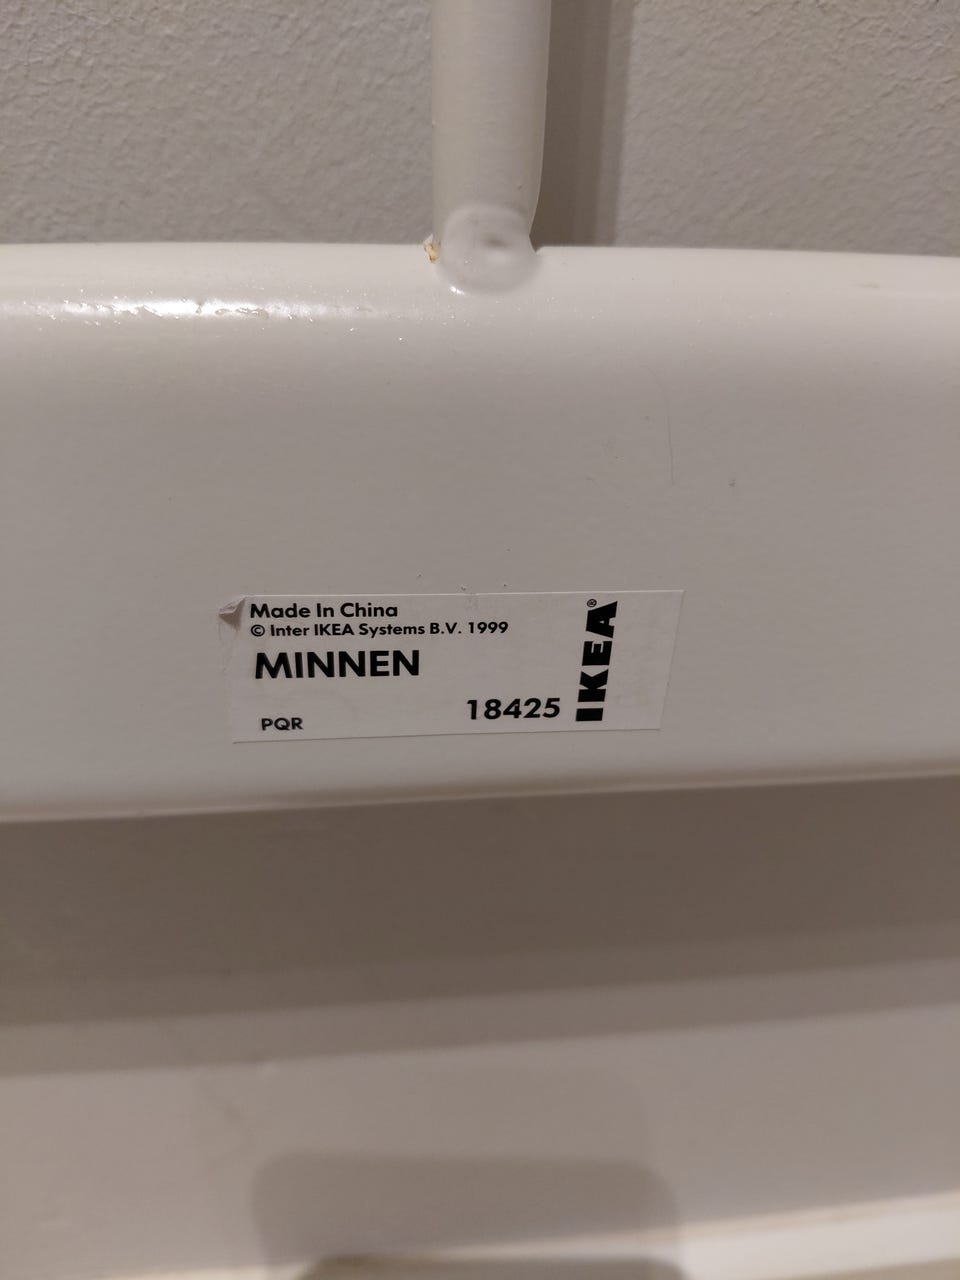 Made In China
© Inter IKEA Systems B.V. 1999
MINNEN
PQR
18425
IKEA®